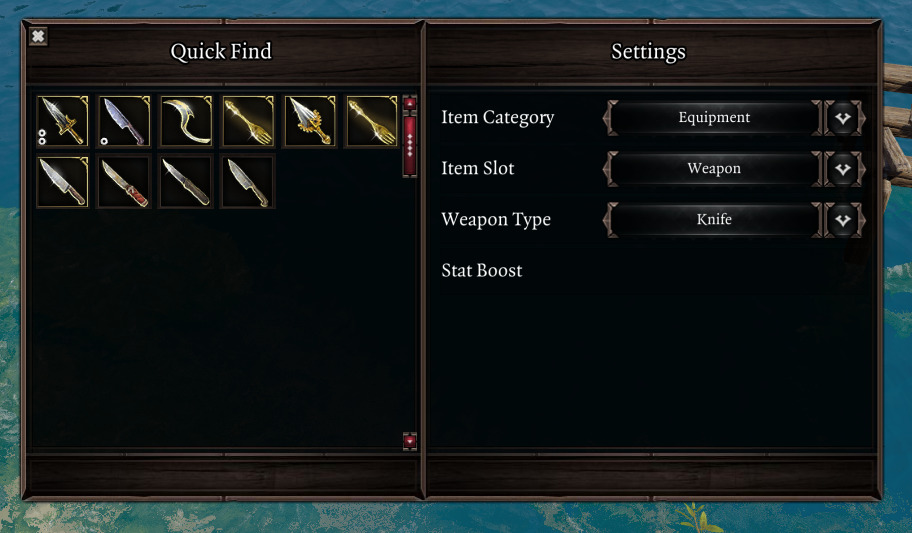 Quick Find
Settings
Item Category
Equipment
Item Slot
Weapon
Weapon Type
Knife
Stat Boost